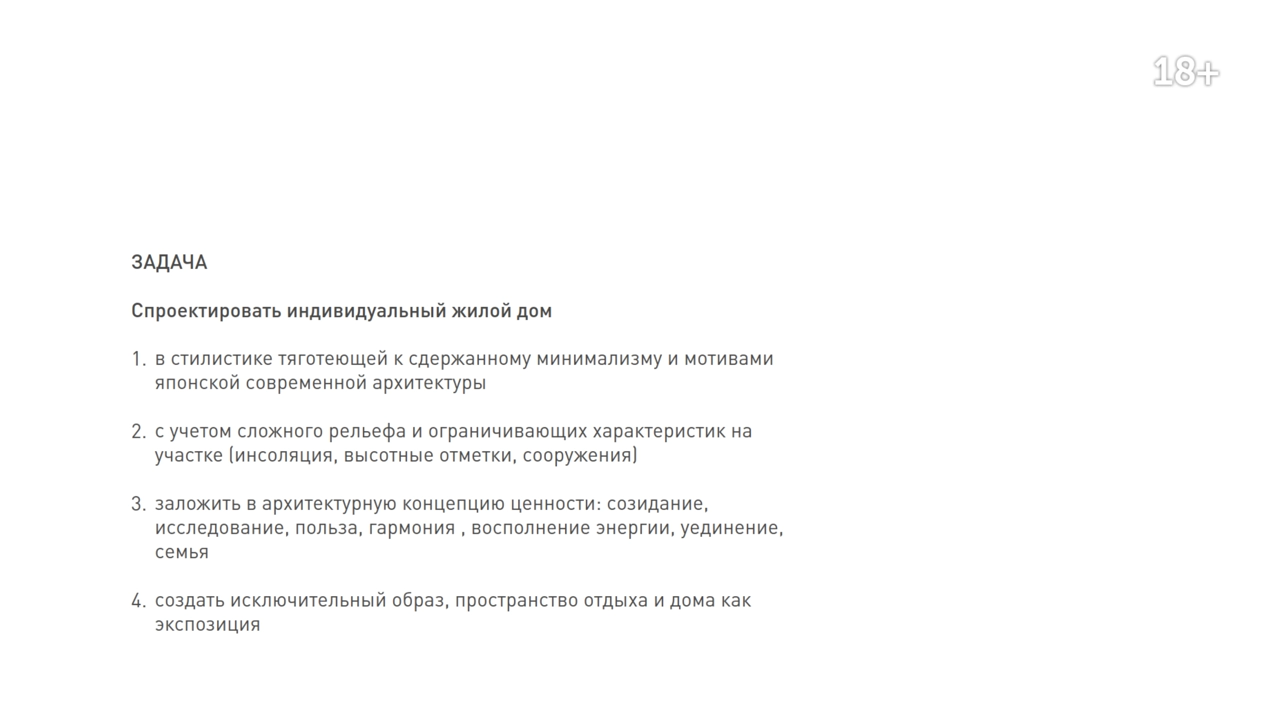 18+
ЗАДАЧА
Спроектировать индивидуальный жилой дом
1. в стилистике тяготеющей к сдержанному минимализму и мотивами
японской современной архитектуры
2. с учетом сложного рельефа и ограничивающих характеристик на
участке (инсоляция, высотные отметки, сооружения)
3. заложить в архитектурную концепцию ценности: созидание,
исследование, польза, гармония , восполнение энергии, уединение,
семья
4. создать исключительный образ, пространство отдыха и дома как
экспозиция